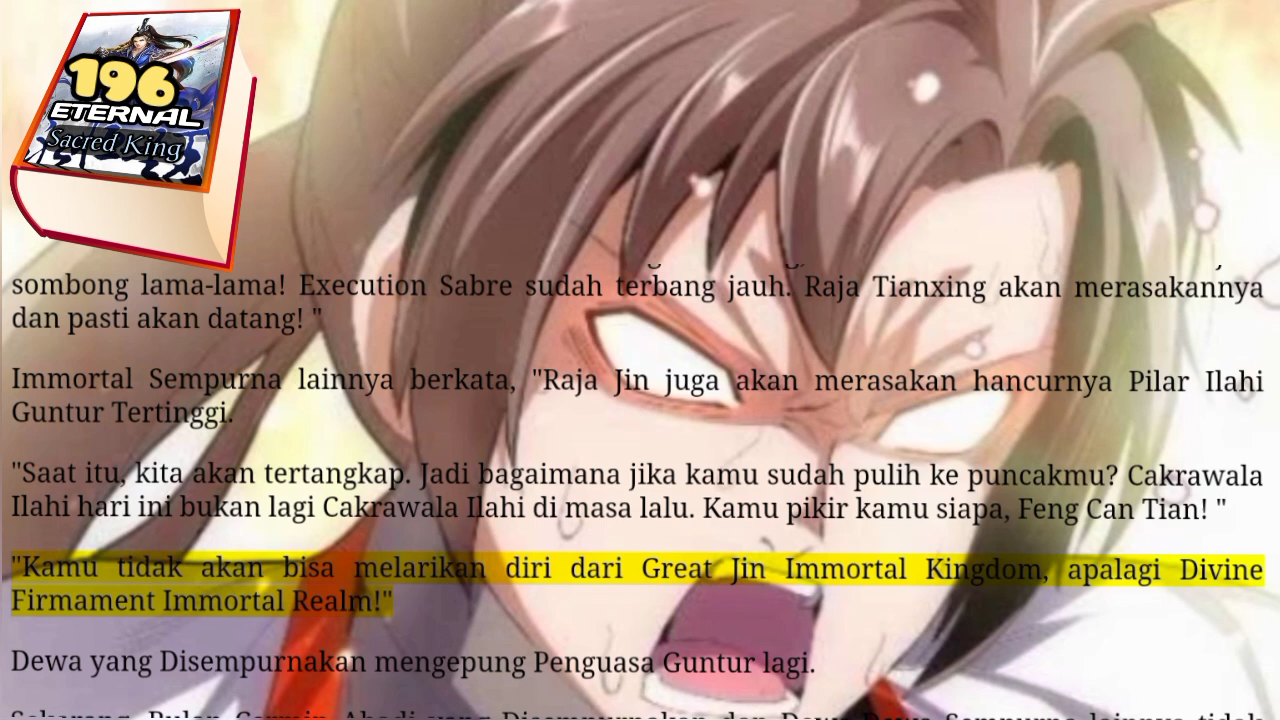 196
ETERNAL
Sacred King
sombong lama-lama! Execution Sabre sudah terbang jauh. Raja Tianxing akan merasakannya
dan pasti akan datang! "
Immortal Sempurna lainnya berkata, "Raja Jin juga akan merasakan hancurnya Pilar Ilahi
Guntur Tertinggi.
"Saat itu, kita akan tertangkap. Jadi bagaimana jika kamu sudah pulih ke puncakmu? Cakrawala
Ilahi hari ini bukan lagi Cakrawala Ilahi di masa lalu. Kamu pikir kamu siapa, Feng Can Tian! "
"Kamu tidak akan bisa melarikan diri dari Great Jin Immortal Kingdom, apalagi Divine
Firmament Immortal Realm!"
Dewa yang Disempurnakan mengepung Penguasa Guntur lagi.